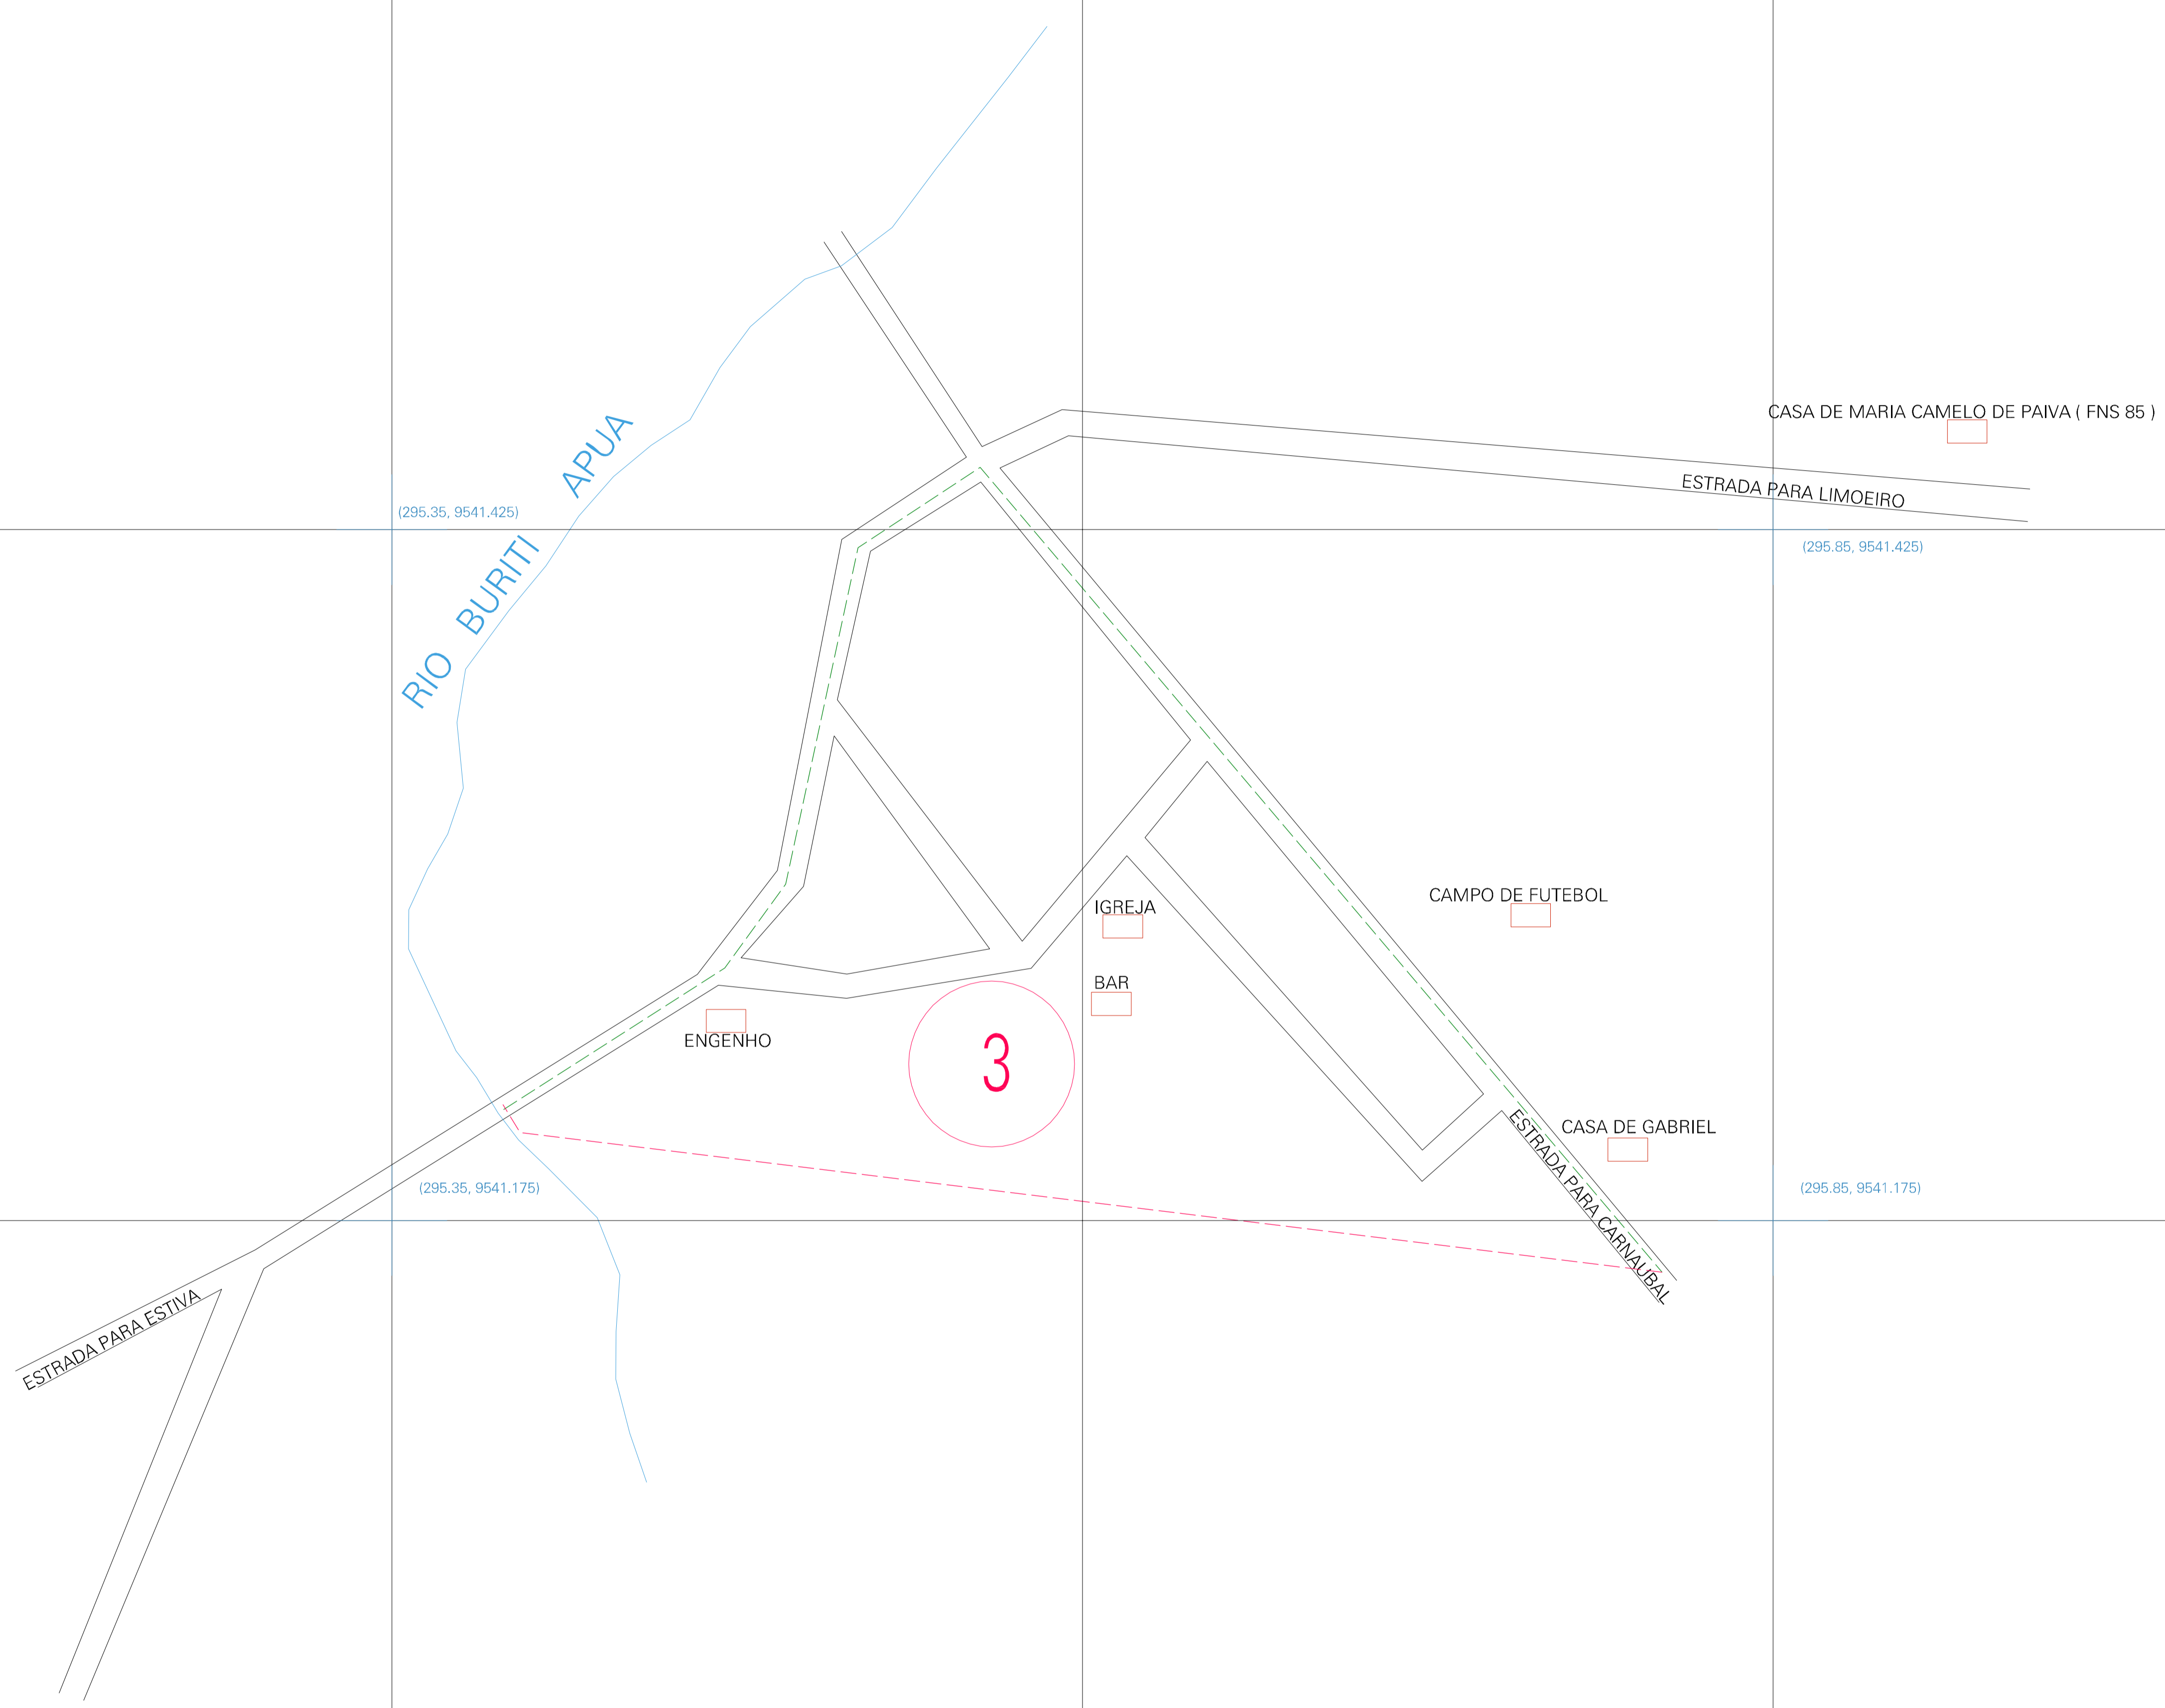 CASA DE MARIA CAMELO DE PAIVA ( FNS 85 )
ESTRADA PARA LIMOEIRO
(295.35, 9541.425)
(295.85, 9541.425)
RIO BURITI APUA
CAMPO DE FUTEBOL
IGREJA
BAR
ENGENHO
3
CASA DE GABRIEL
ESTRADA PARA CARNAUBAL
(295.35, 9541.175)
(295.85, 9541.175)
ESTRADA PARA ESTIVA